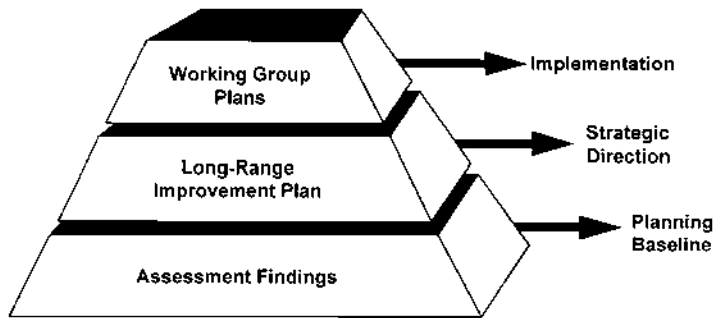 Working Group
Plans
Implementation
Long-Range
Improvement Plan
Strategic
Direction
Assessment Findings
Planning
Baseline